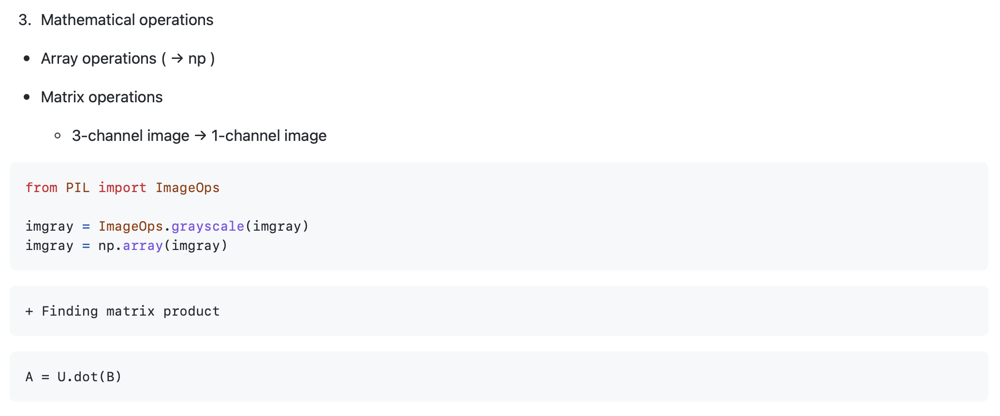 3. Mathematical operations
• Array operations ( → np )
• Matrix operations
◦ 3-channel image → 1-channel image
from PIL import ImageOps
imgray = ImageOps.grayscale(imgray)
imgray = np.array(imgray)
+ Finding matrix product
A = U.dot(B)